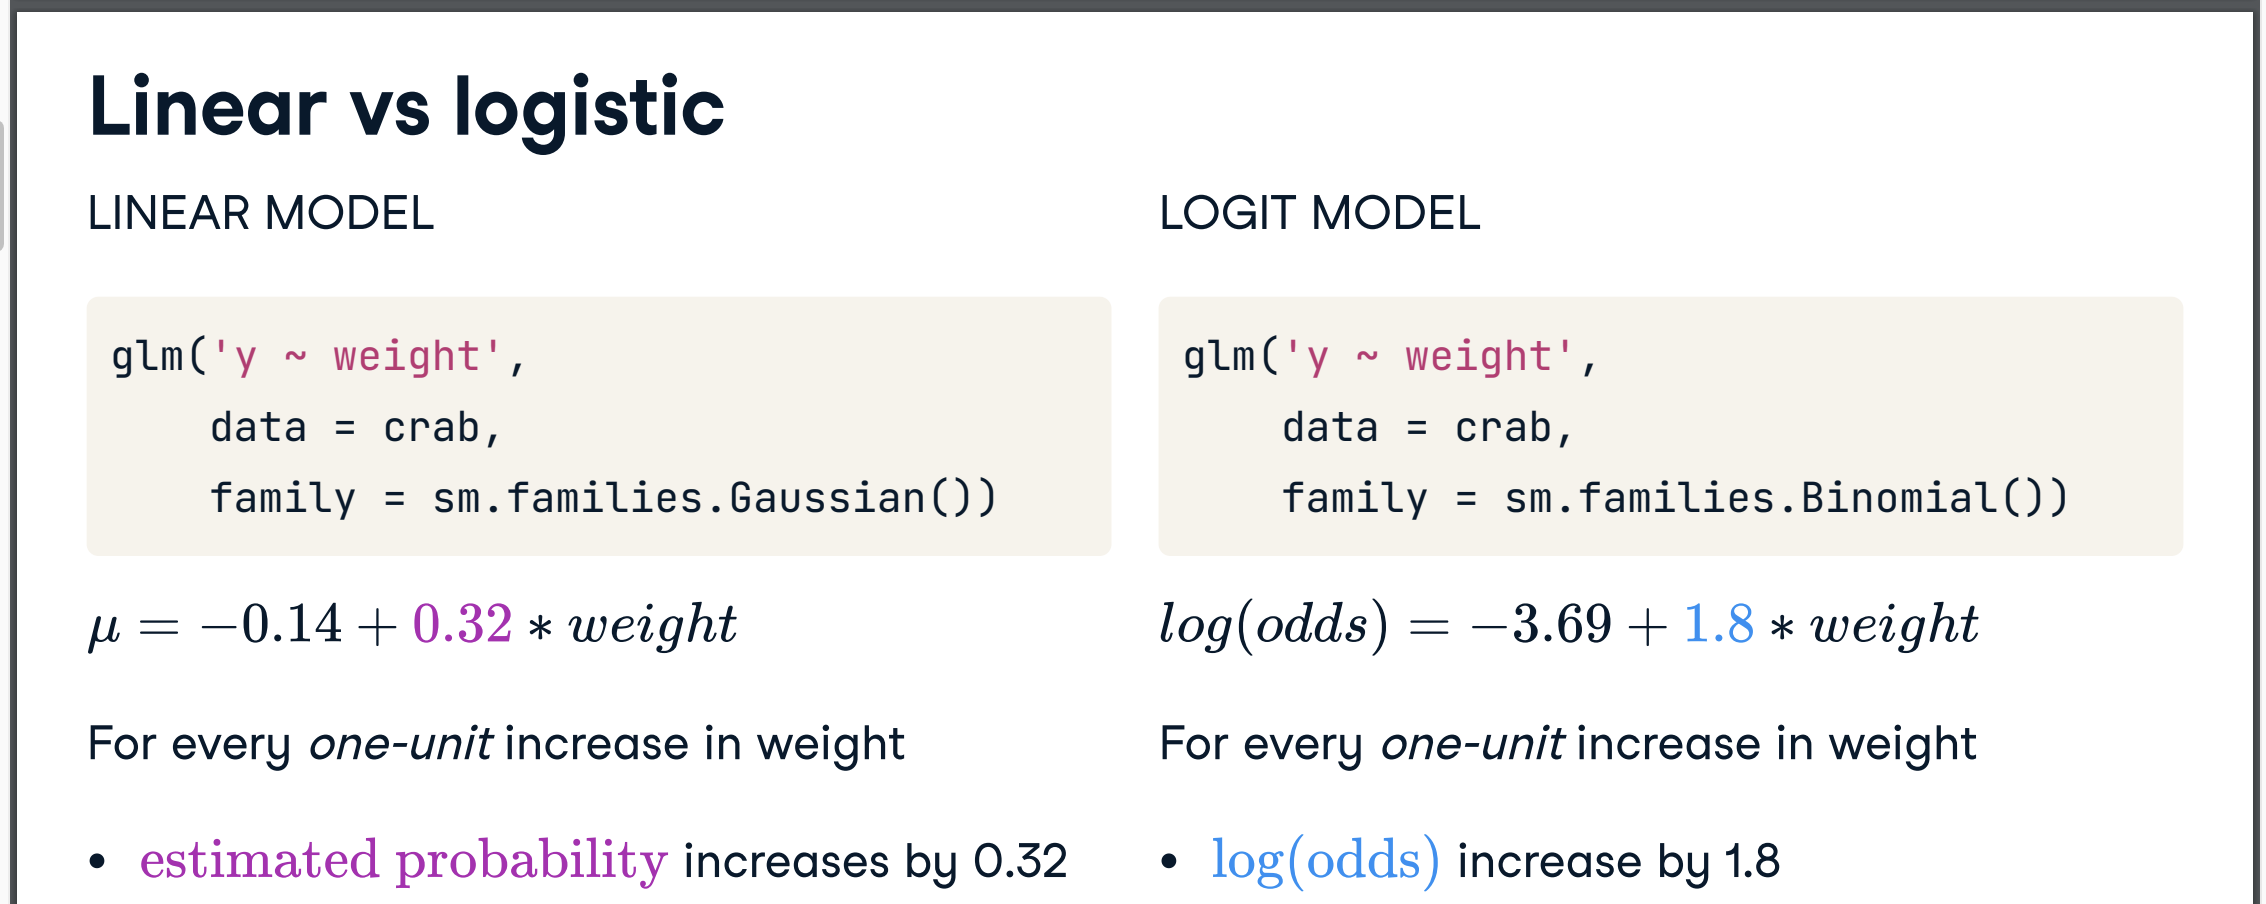 Linear vs logistic
LINEAR MODEL
glm('y ~ weight',
    data = crab,
    family = sm.families.Gaussian())
μ = −0.14 + 0.32 ∗ weight
For every one-unit increase in weight
• estimated probability increases by 0.32
LOGIT MODEL
glm('y ~ weight',
    data = crab,
    family = sm.families.Binomial())
log(odds) = −3.69 + 1.8 ∗ weight
For every one-unit increase in weight
• log(odds) increase by 1.8